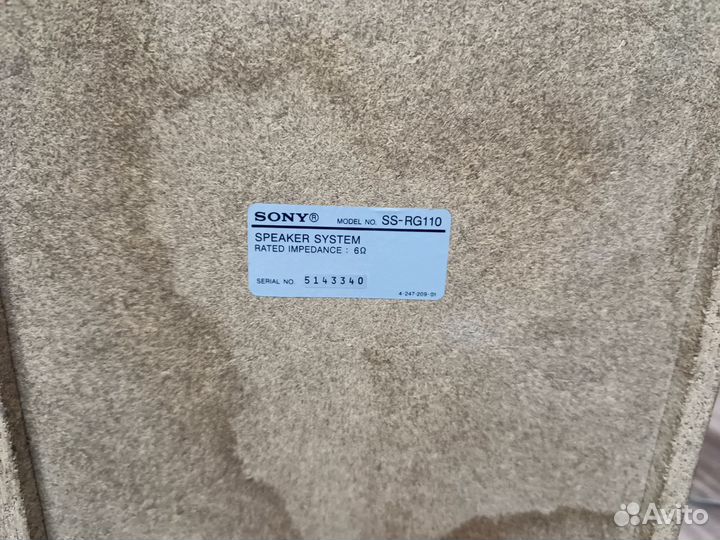 SONY® MODEL NO. SS-RG110
SPEAKER SYSTEM
RATED IMPEDANCE : 6Ω
SERIAL NO. 5143340
4-247-209-01
Avito